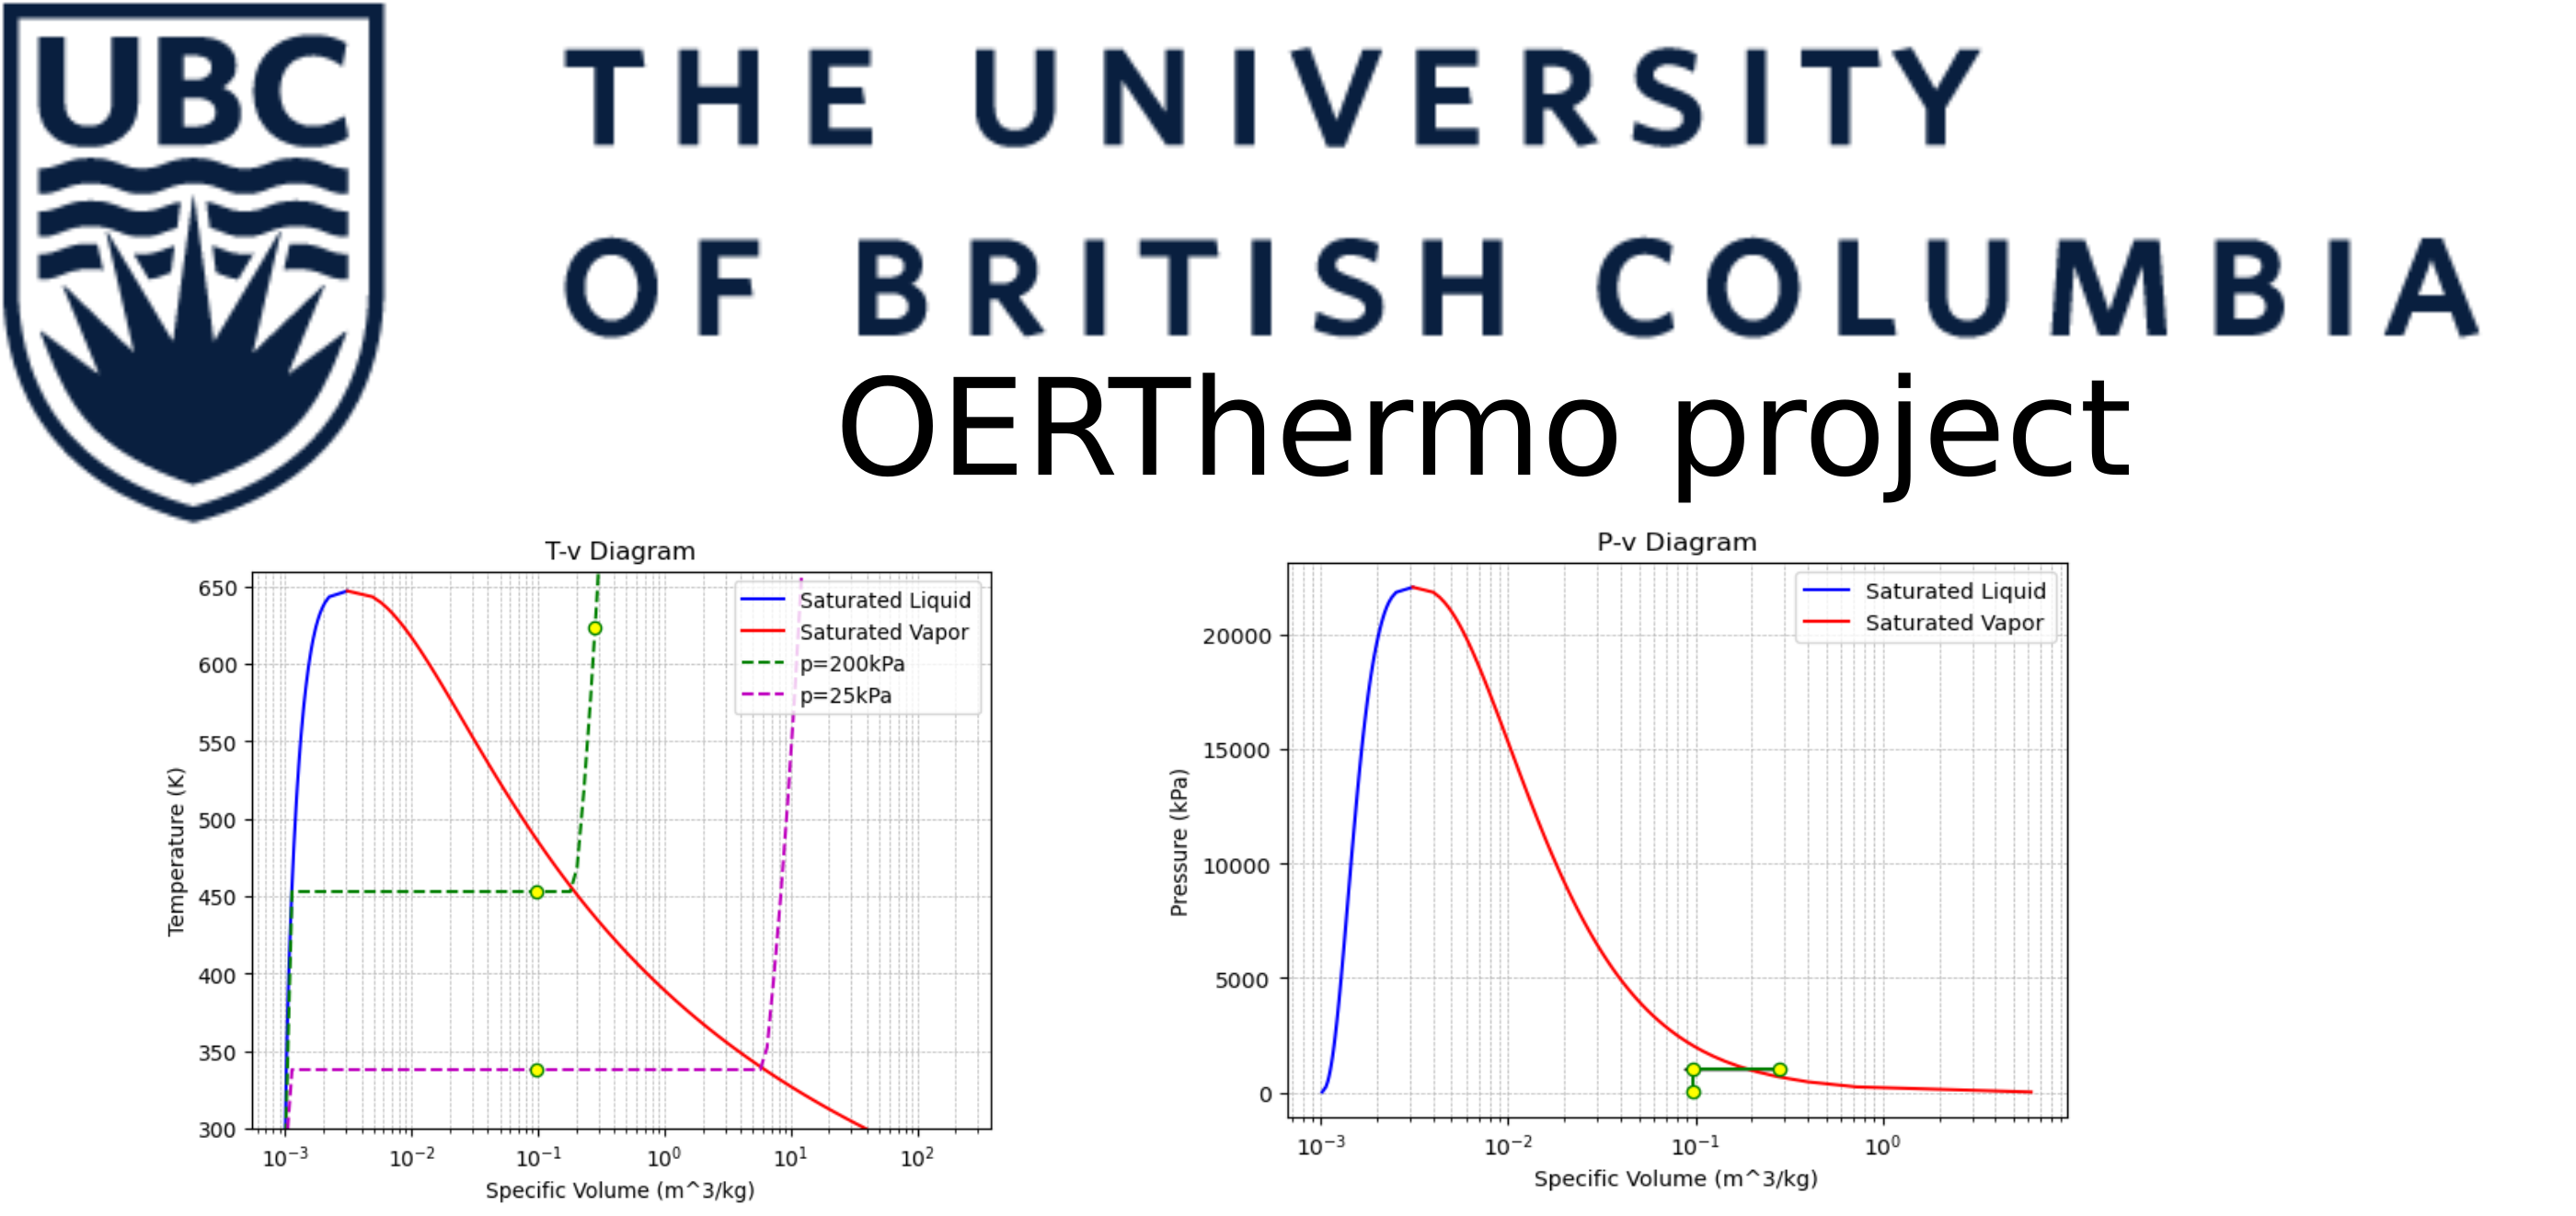 UBC
THE UNIVERSITY
OF BRITISH COLUMBIA
OERThermo project
T-v Diagram
650
600
550
500
450
400
350
300
Temperature (K)
Saturated Liquid
Saturated Vapor
p=200kPa
p=25kPa
10^-3 10^-2 10^-1 10^0 10^1 10^2
Specific Volume (m^3/kg)
P-v Diagram
20000
15000
10000
5000
0
Pressure (kPa)
Saturated Liquid
Saturated Vapor
10^-3 10^-2 10^-1 10^0
Specific Volume (m^3/kg)